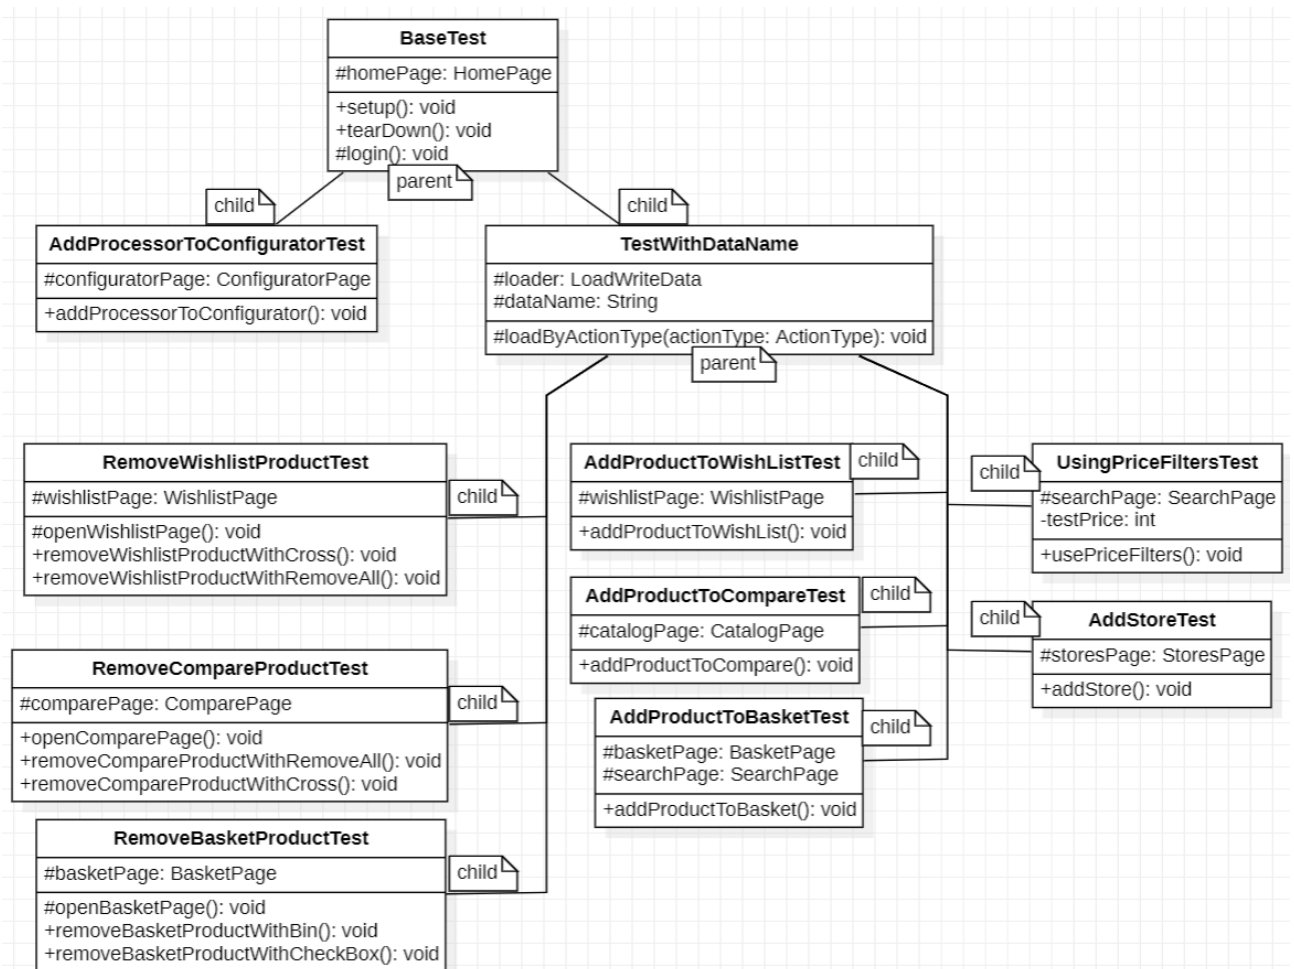 BaseTest
#homePage: HomePage
+setup(): void
+tearDown(): void
#login(): void
parent
child
child
AddProcessorToConfiguratorTest
#configuratorPage: ConfiguratorPage
+addProcessorToConfigurator(): void
TestWithDataName
#loader: LoadWriteData
#dataName: String
#loadByActionType(actionType: ActionType): void
parent
RemoveWishlistProductTest
#wishlistPage: WishlistPage
#openWishlistPage(): void
+removeWishlistProductWithCross(): void
+removeWishlistProductWithRemoveAll(): void
child
AddProductToWishListTest
#wishlistPage: WishlistPage
+addProductToWishList(): void
child
child
UsingPriceFiltersTest
#searchPage: SearchPage
-testPrice: int
+usePriceFilters(): void
AddProductToCompareTest
#catalogPage: CatalogPage
+addProductToCompare(): void
child
child
AddStoreTest
#storesPage: StoresPage
+addStore(): void
RemoveCompareProductTest
#comparePage: ComparePage
+openComparePage(): void
+removeCompareProductWithRemoveAll(): void
+removeCompareProductWithCross(): void
child
AddProductToBasketTest
#basketPage: BasketPage
#searchPage: SearchPage
+addProductToBasket(): void
child
RemoveBasketProductTest
#basketPage: BasketPage
#openBasketPage(): void
+removeBasketProductWithBin(): void
+removeBasketProductWithCheckBox(): void
child